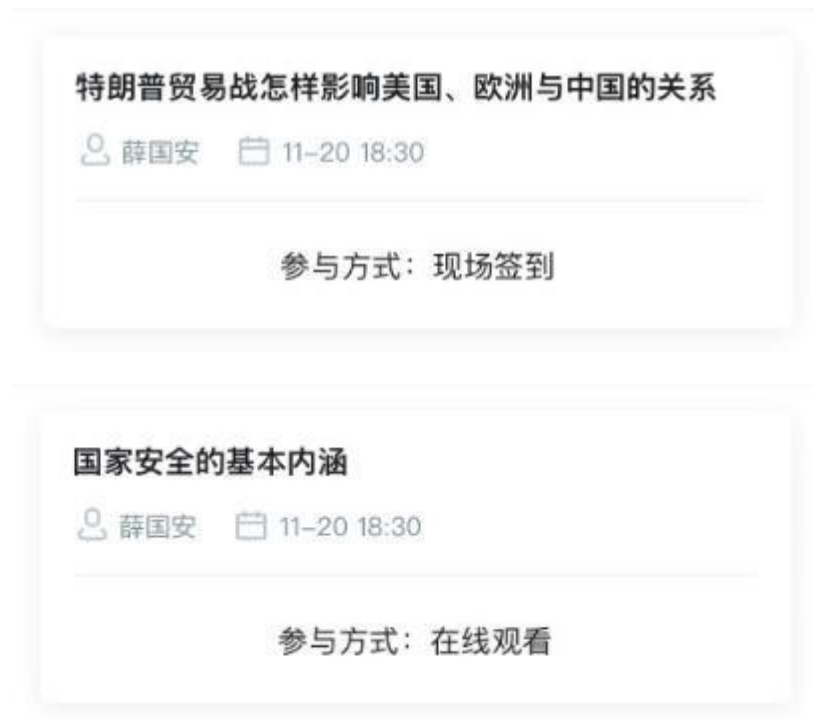 特朗普贸易战怎样影响美国、欧洲与中国的关系
薛国安 11-20 18:30
参与方式：现场签到
国家安全的基本内涵
薛国安 11-20 18:30
参与方式：在线观看